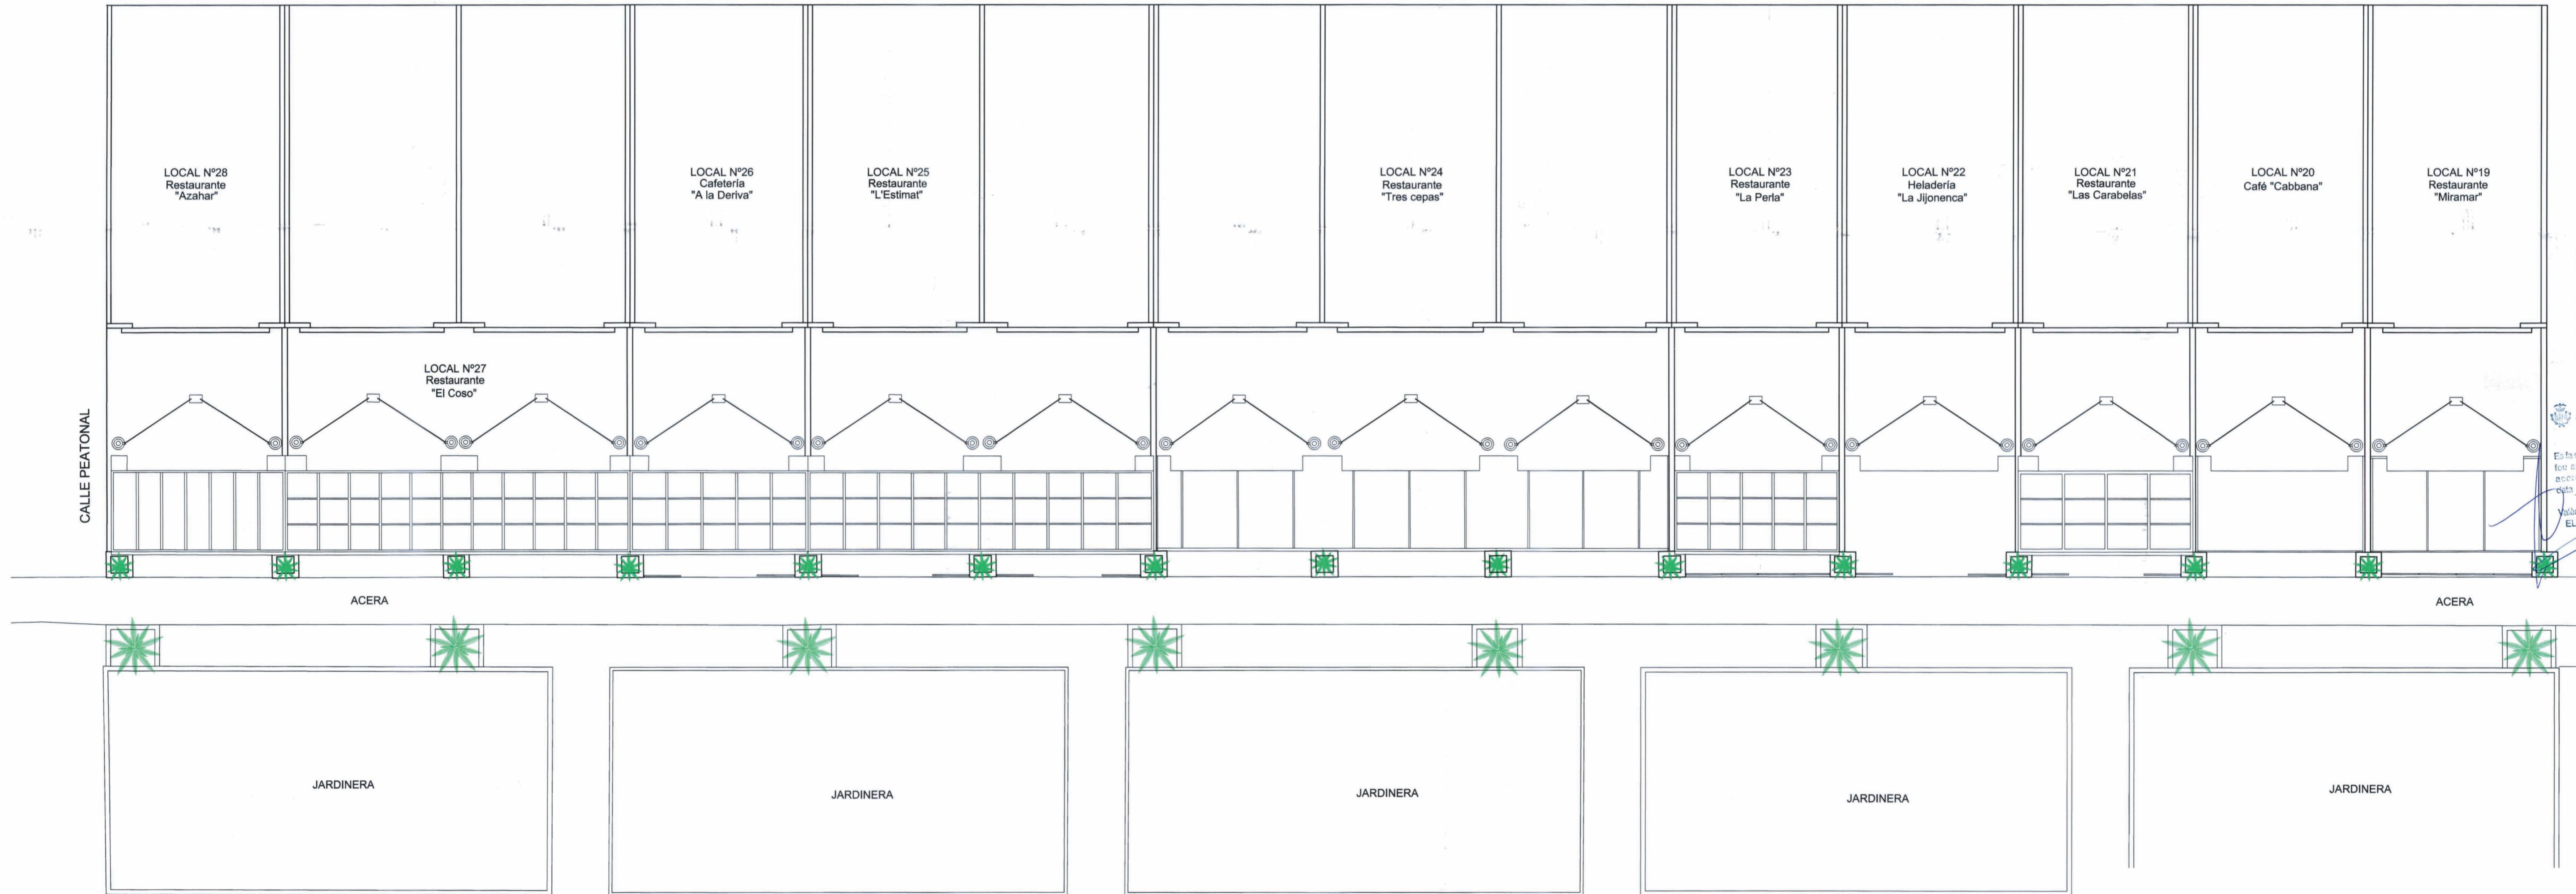 LOCAL Nº28
Restaurante
"Azahar"
LOCAL Nº26
Cafetería
"A la Deriva"
LOCAL Nº25
Restaurante
"L'Estimat"
LOCAL Nº24
Restaurante
"Tres cepas"
LOCAL Nº23
Restaurante
"La Perla"
LOCAL Nº22
Heladería
"La Jijonenca"
LOCAL Nº21
Restaurante
"Las Carabelas"
LOCAL Nº20
Café "Cabbana"
LOCAL Nº19
Restaurante
"Miramar"
LOCAL Nº27
Restaurante
"El Coso"
CALLE PEATONAL
EL
ACERA
ACERA
JARDINERA
JARDINERA
JARDINERA
JARDINERA
JARDINERA